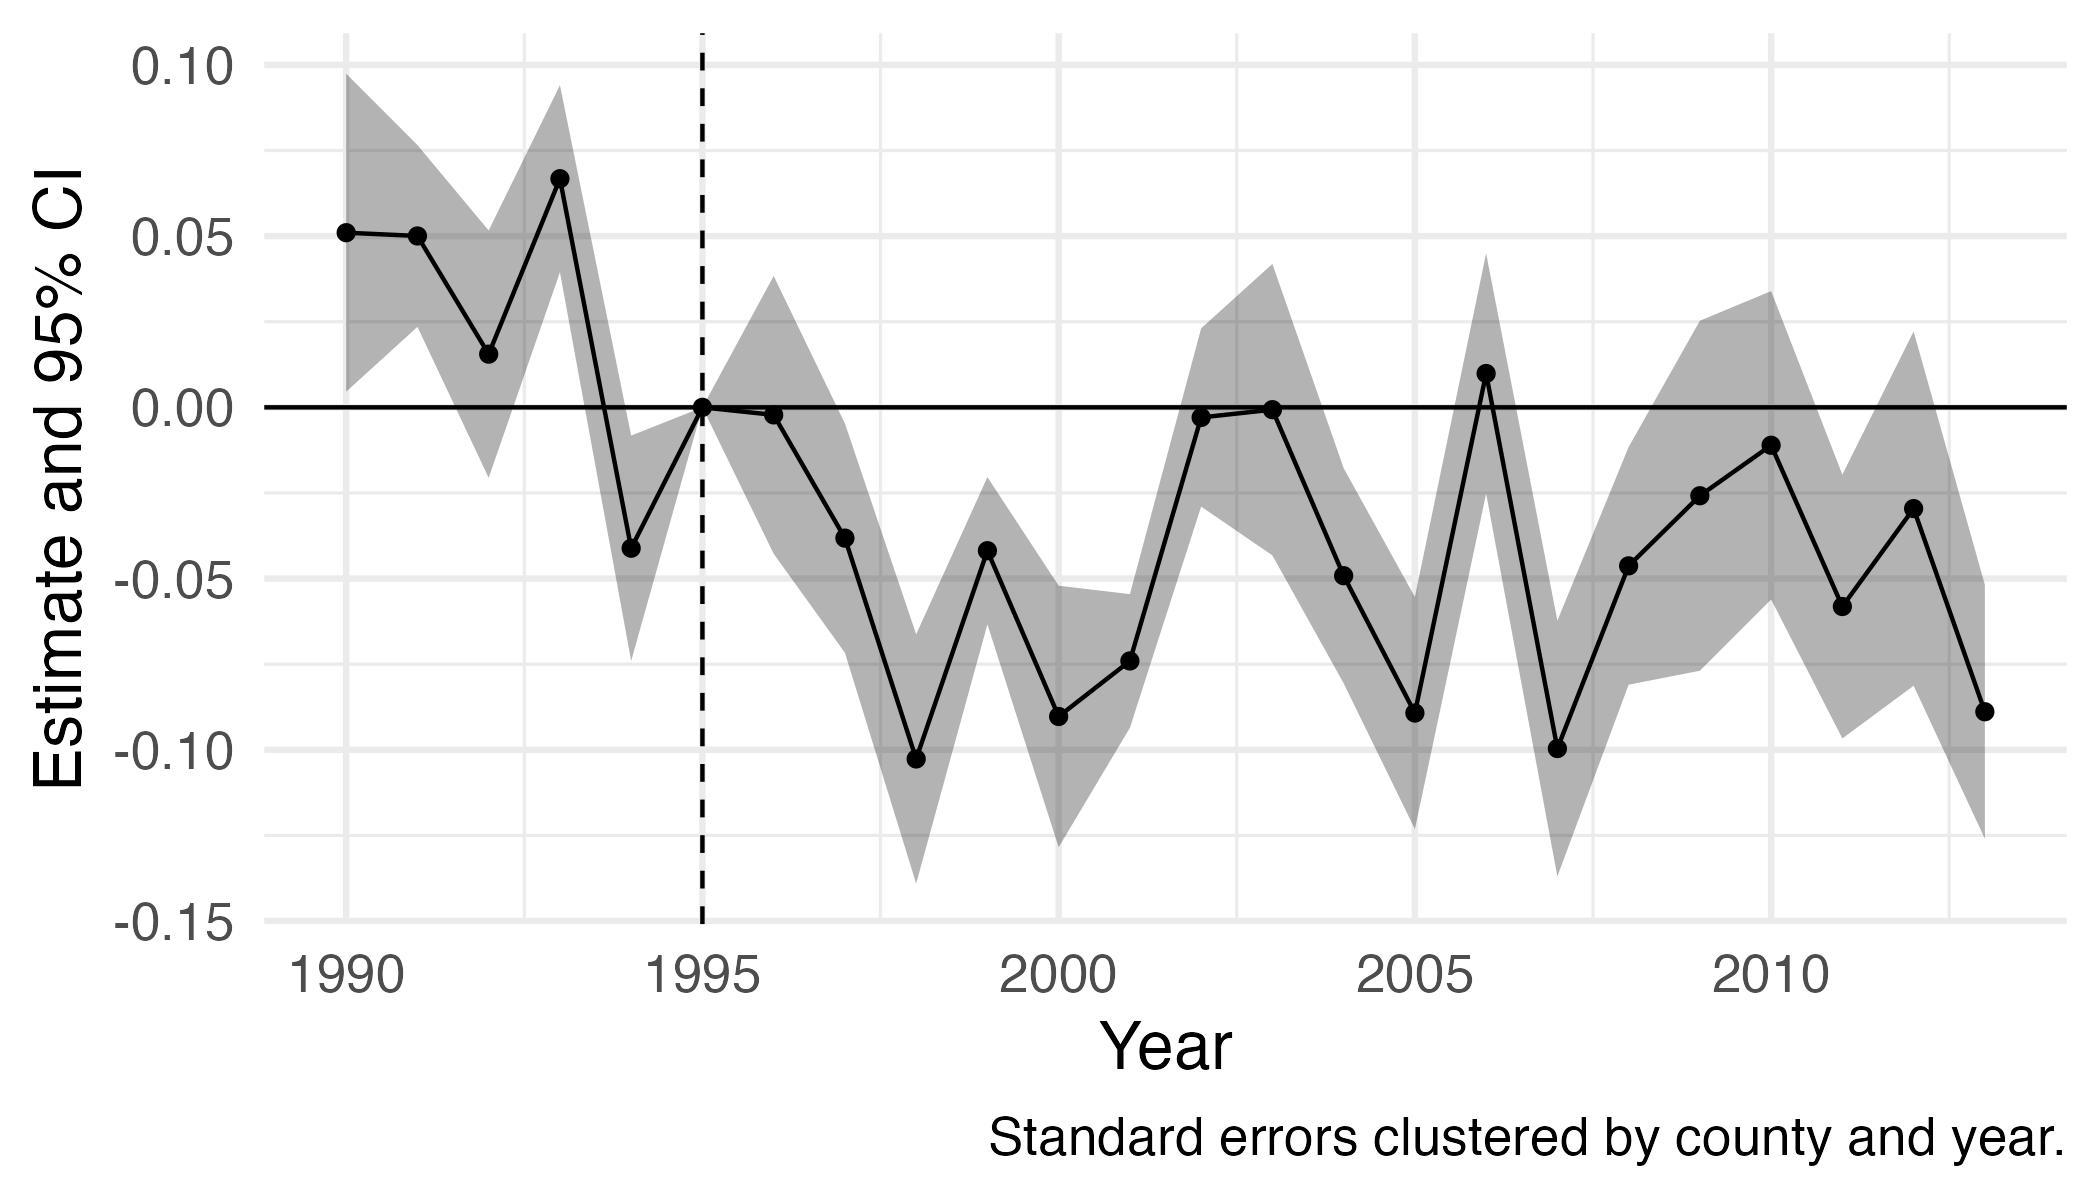 Estimate and 95% CI
0.10
0.05
0.00
-0.05
-0.10
-0.15
1990 1995 2000 2005 2010
Year
Standard errors clustered by county and year.